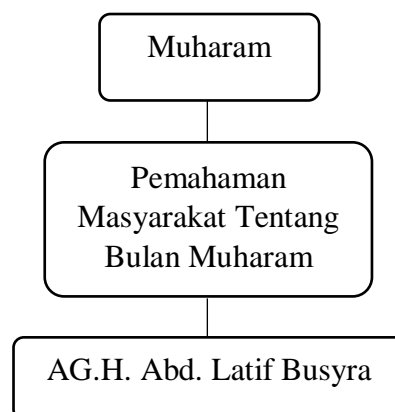 Muharam
Pemahaman
Masyarakat Tentang
Bulan Muharam
AG.H. Abd. Latif Busyra